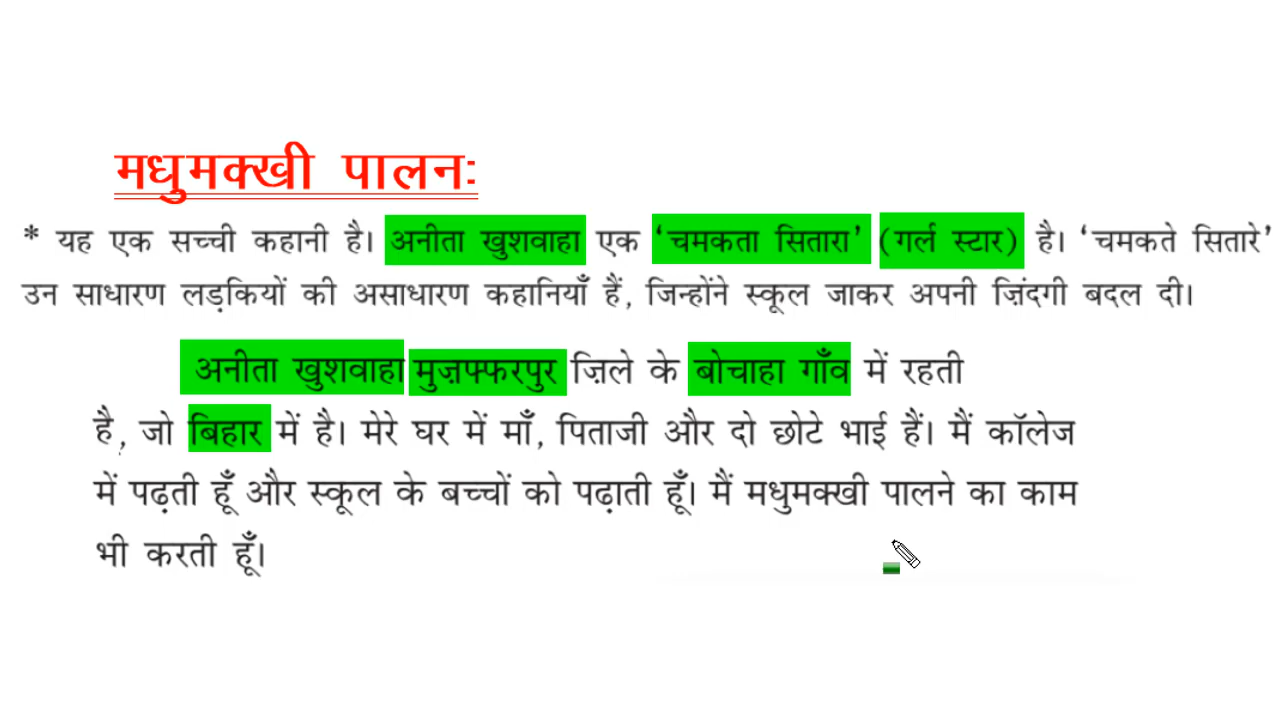 मधुमक्खी पालन:
* यह एक सच्ची कहानी है। अनीता खुशवाहा एक ‘चमकता सितारा’ (गर्ल स्टार) है। ‘चमकते सितारे’
उन साधारण लड़कियों की असाधारण कहानियाँ हैं, जिन्होंने स्कूल जाकर अपनी ज़िंदगी बदल दी।
अनीता खुशवाहा मुज़फ्फरपुर ज़िले के बोचाहा गाँव में रहती
है, जो बिहार में है। मेरे घर में माँ, पिताजी और दो छोटे भाई हैं। मैं कॉलेज
में पढ़ती हूँ और स्कूल के बच्चों को पढ़ाती हूँ। मैं मधुमक्खी पालने का काम
भी करती हूँ।